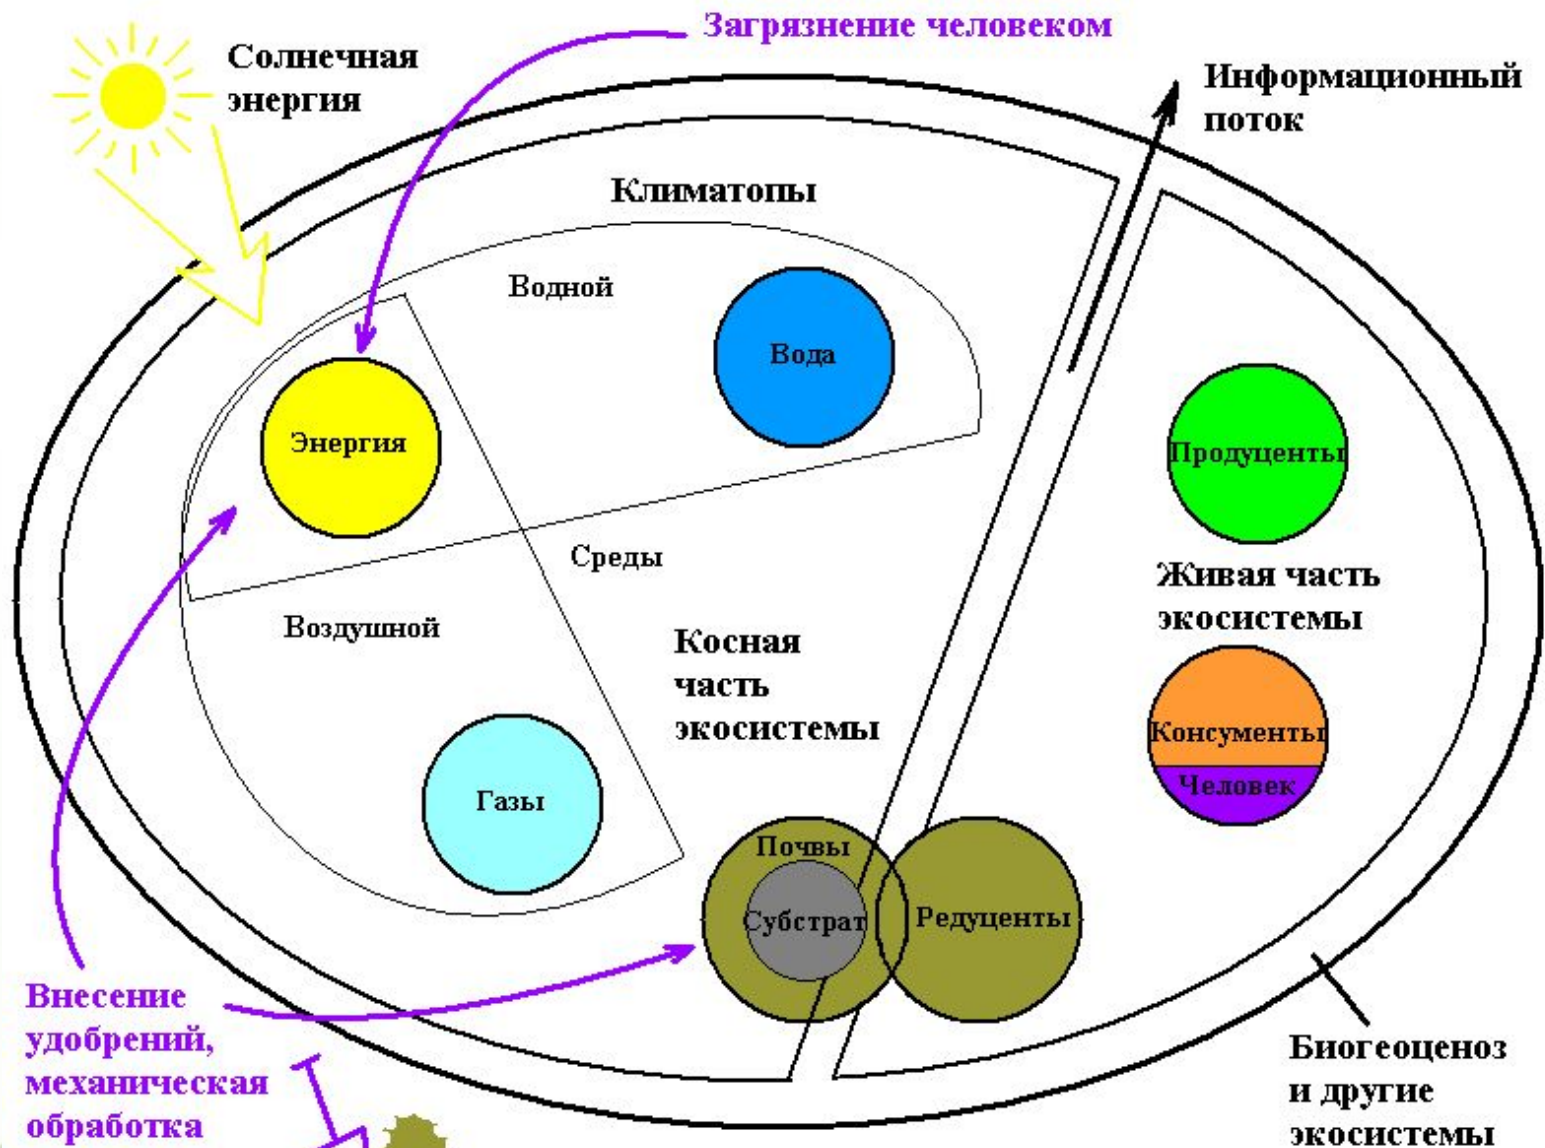 Загрязнение человеком
Солнечная
энергия
Информационный
поток
Климатопы
Водной
Вода
Энергия
Продуценты
Среды
Живая часть
экосистемы
Воздушной
Косная
часть
экосистемы
Консументы
Человек
Газы
Почвы
Субстрат
Редуценты
Внесение
удобрений,
механическая
обработка
Биогеоценоз
и другие
экосистемы